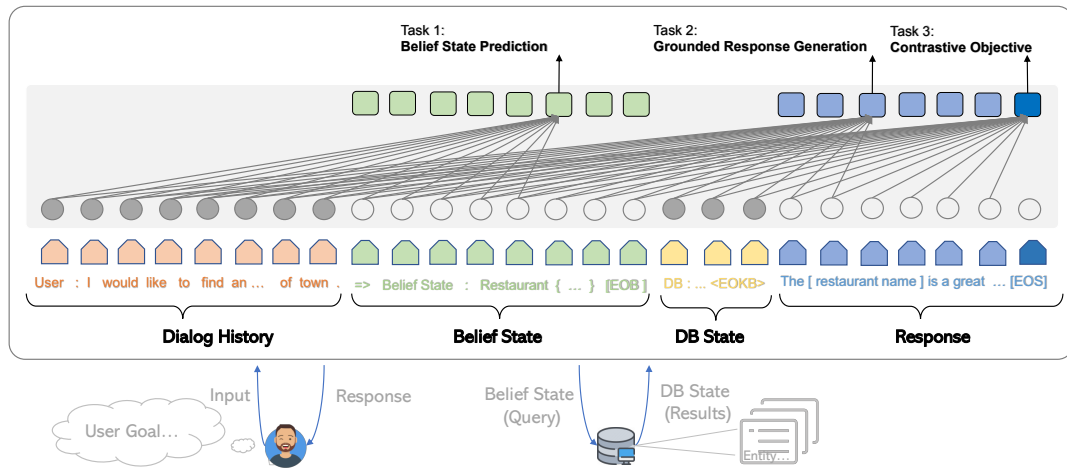 Task 1:
Belief State Prediction
Task 2:
Grounded Response Generation
Task 3:
Contrastive Objective
User : I would like to find an ... of town .
=> Belief State : Restaurant { ... } [EOB ]
DB : ... <EOKB>
The [ restaurant name ] is a great ... [EOS]
Dialog History
Belief State
DB State
Response
Input
Response
Belief State
(Query)
DB State
(Results)
User Goal...
Entity...